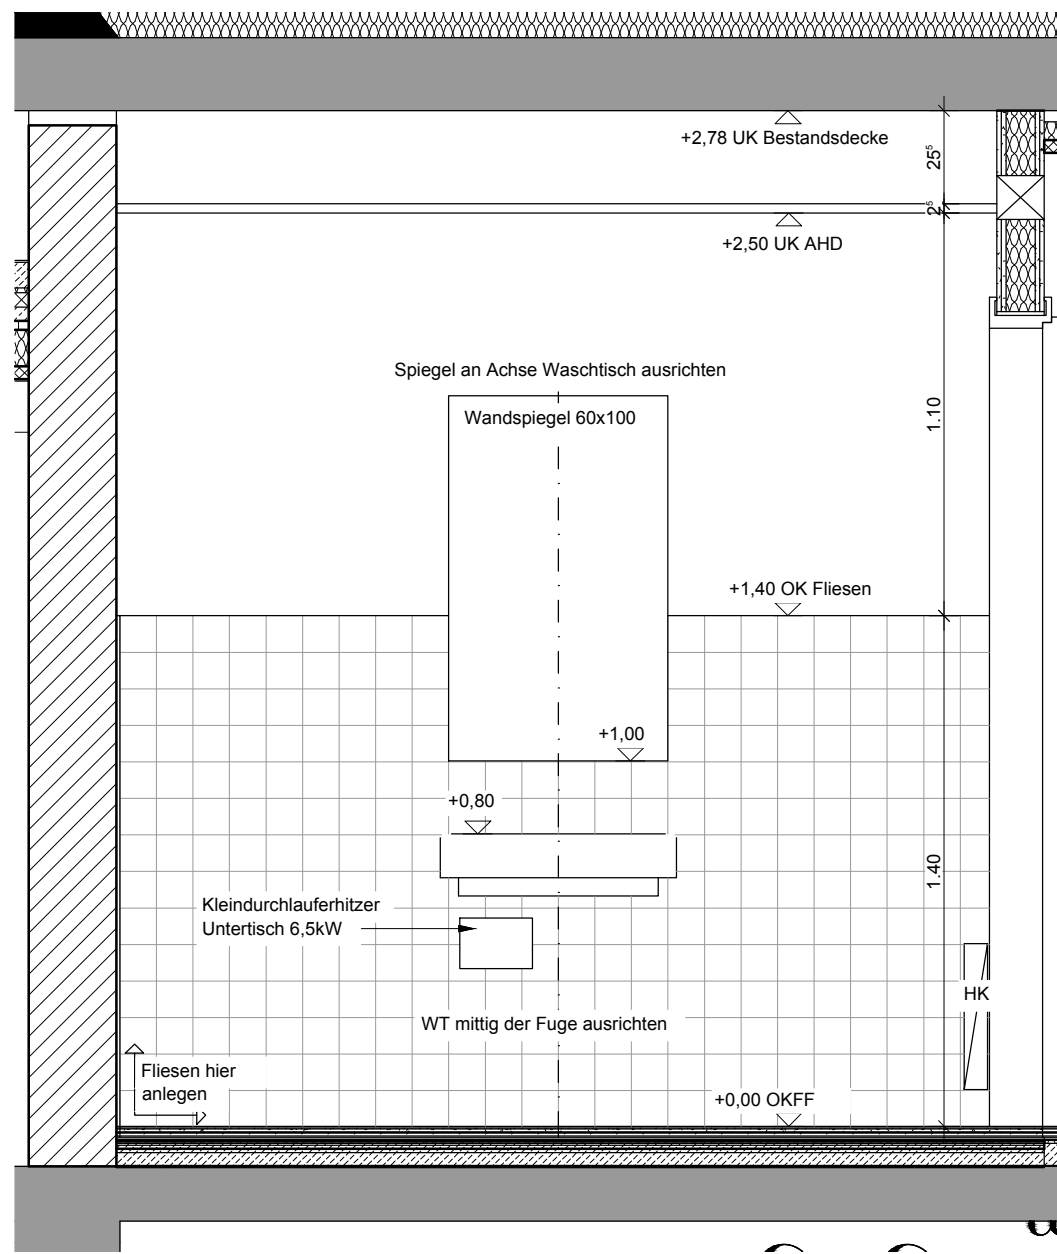 +2,78 UK Bestandsdecke
25⁵
2⁵
+2,50 UK AHD
Spiegel an Achse Waschtisch ausrichten
Wandspiegel 60x100
1.10
+1,40 OK Fliesen
+1,00
+0,80
1.40
Kleindurchlauferhitzer
Untertisch 6,5kW
HK
WT mittig der Fuge ausrichten
Fliesen hier
anlegen
+0,00 OKFF